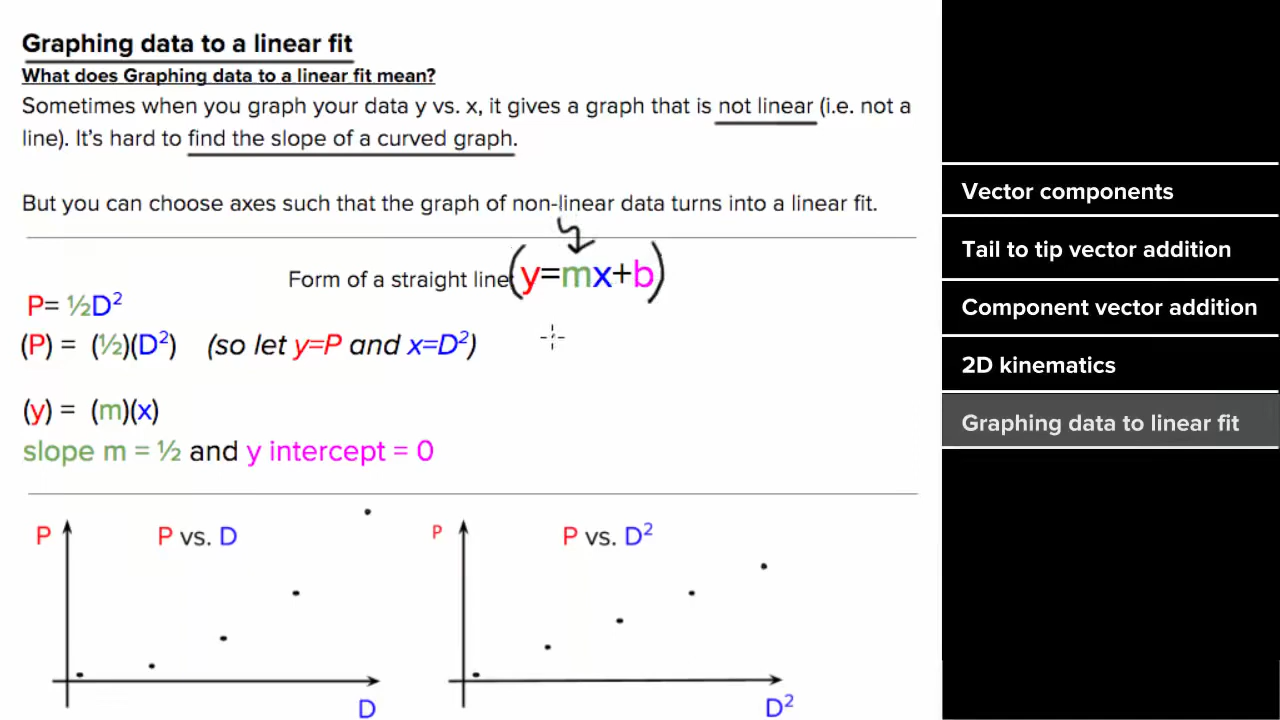 Graphing data to a linear fit
What does Graphing data to a linear fit mean?
Sometimes when you graph your data y vs. x, it gives a graph that is not linear (i.e. not a
line). It's hard to find the slope of a curved graph.
But you can choose axes such that the graph of non-linear data turns into a linear fit.
Form of a straight line (y=mx+b)
P= ½D²
(P) = (½)(D²) (so let y=P and x=D²)
(y) = (m)(x)
slope m = ½ and y intercept = 0
P
P vs. D
D
P
P vs. D²
D²
Vector components
Tail to tip vector addition
Component vector addition
2D kinematics
Graphing data to linear fit